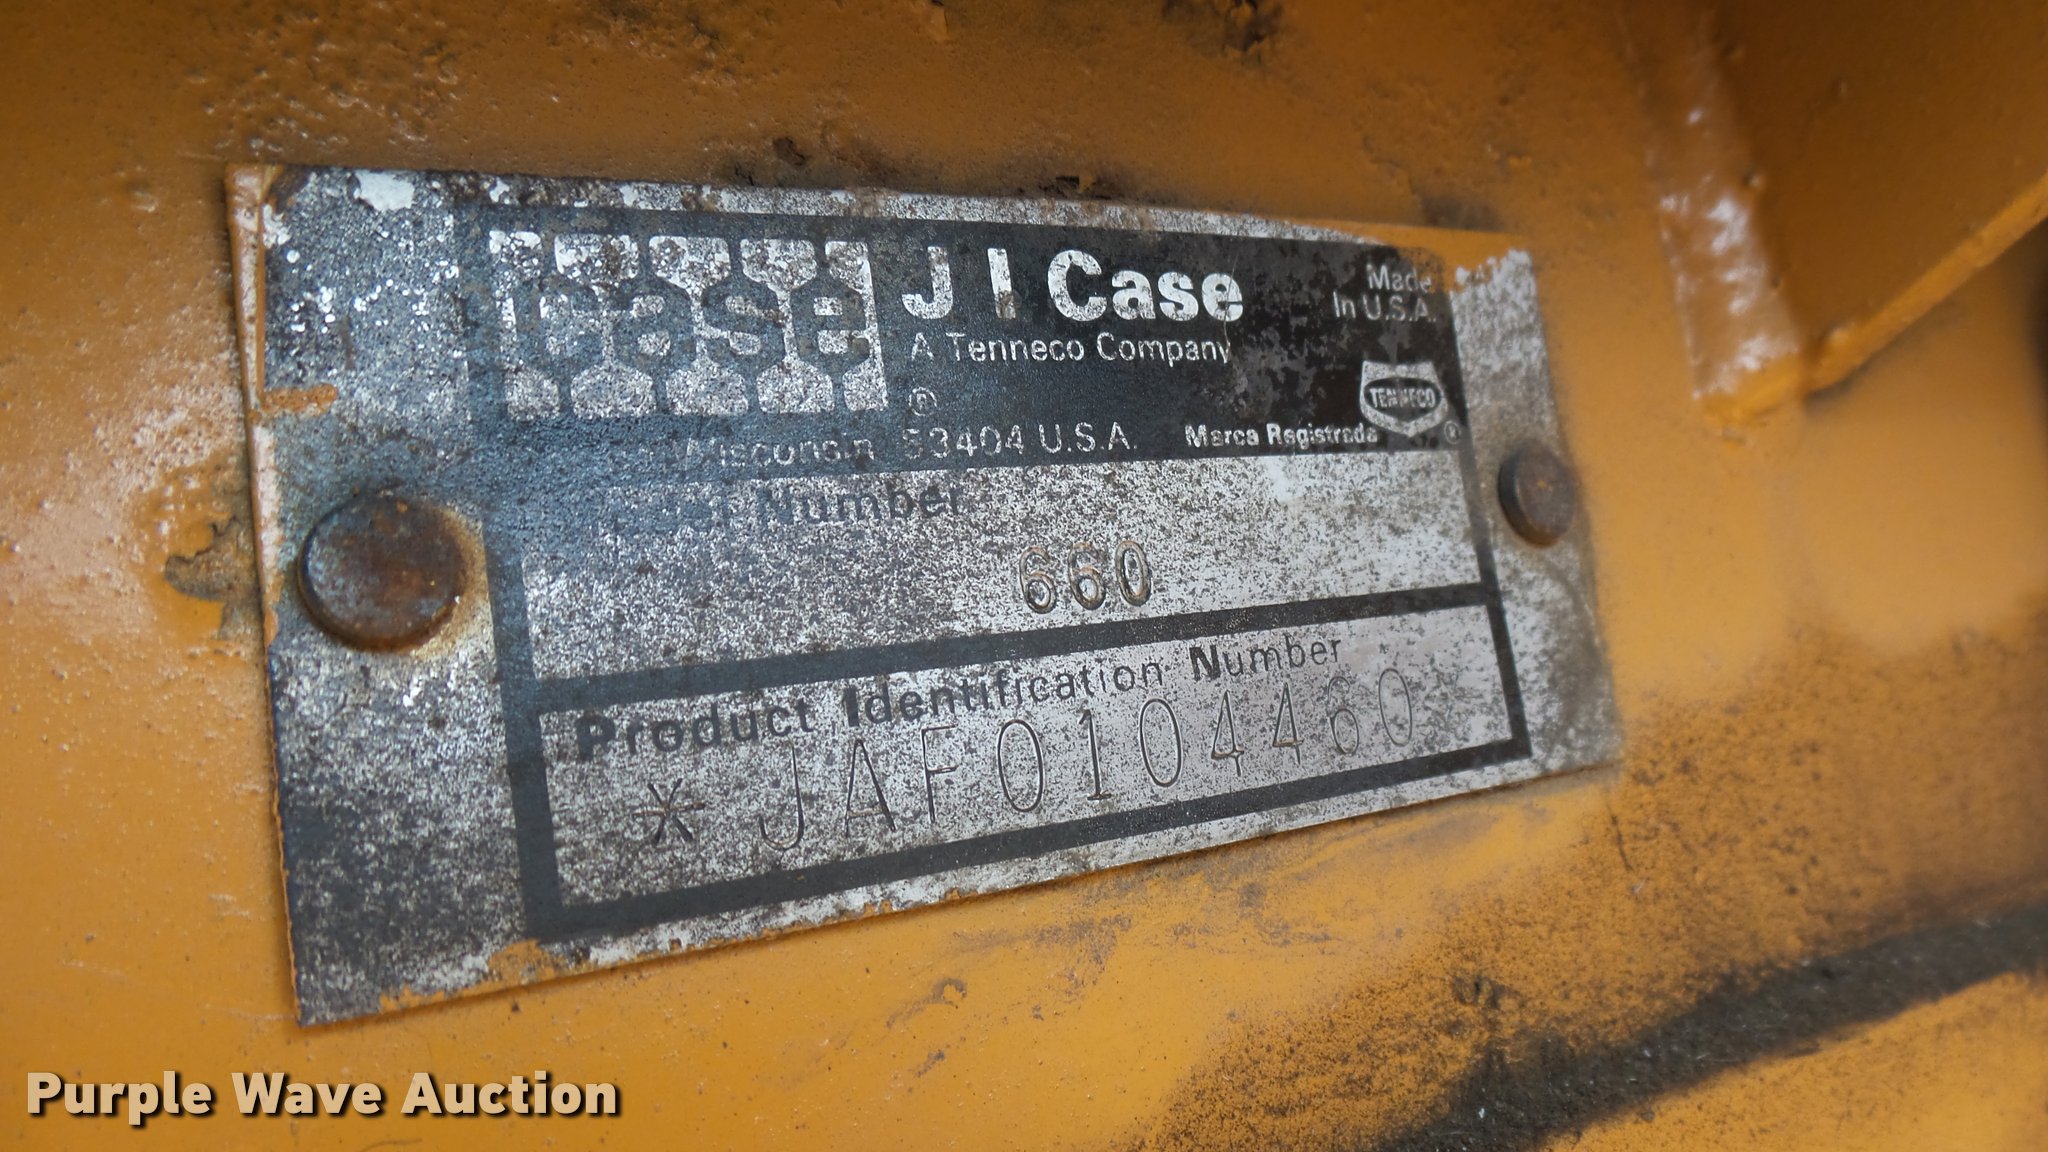 case
J I Case
Made
In U.S.A.
A Tenneco Company
®
TENNECO
®
Wisconsin 53404 U.S.A.
Marca Registrada
Number
660
Product Identification Number
* JAF0104460 *
Purple Wave Auction